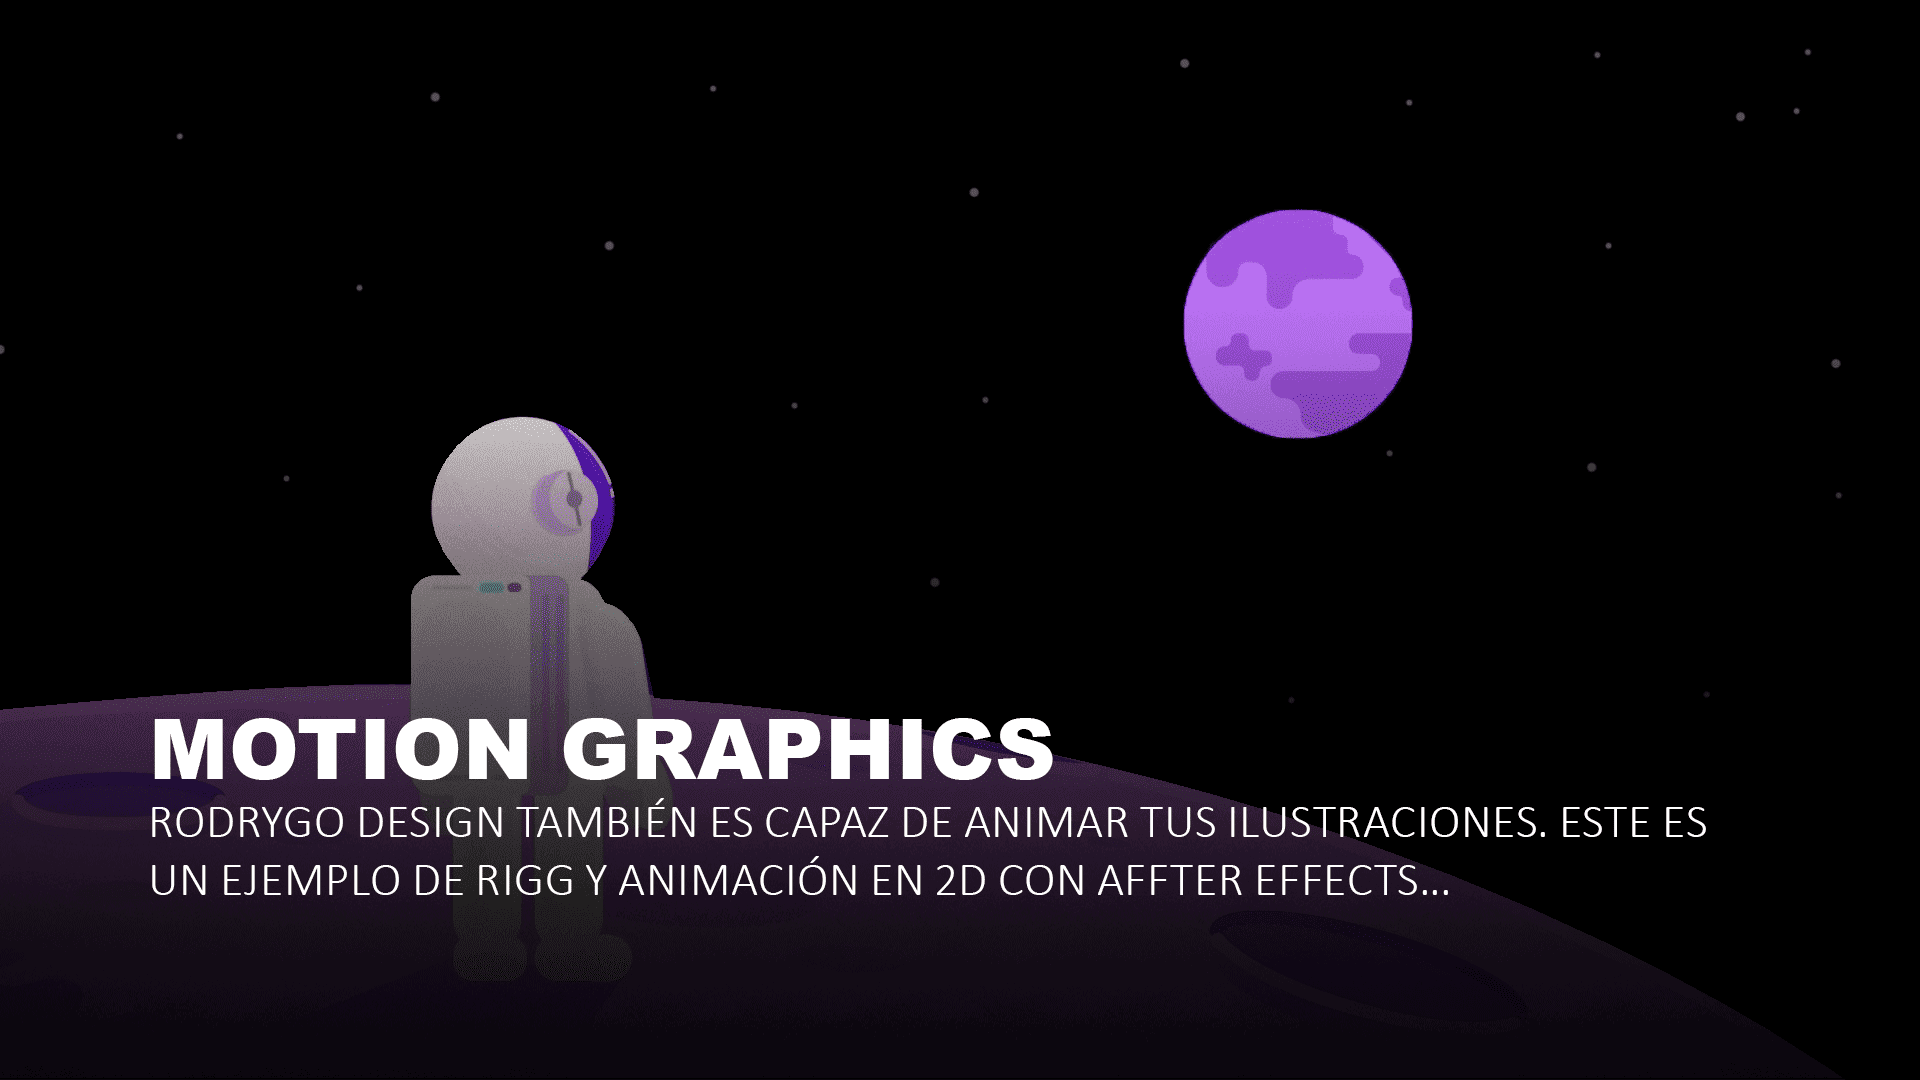 MOTION GRAPHICS
RODRYGO DESIGN TAMBIÉN ES CAPAZ DE ANIMAR TUS ILUSTRACIONES. ESTE ES
UN EJEMPLO DE RIGG Y ANIMACIÓN EN 2D CON AFFTER EFFECTS...